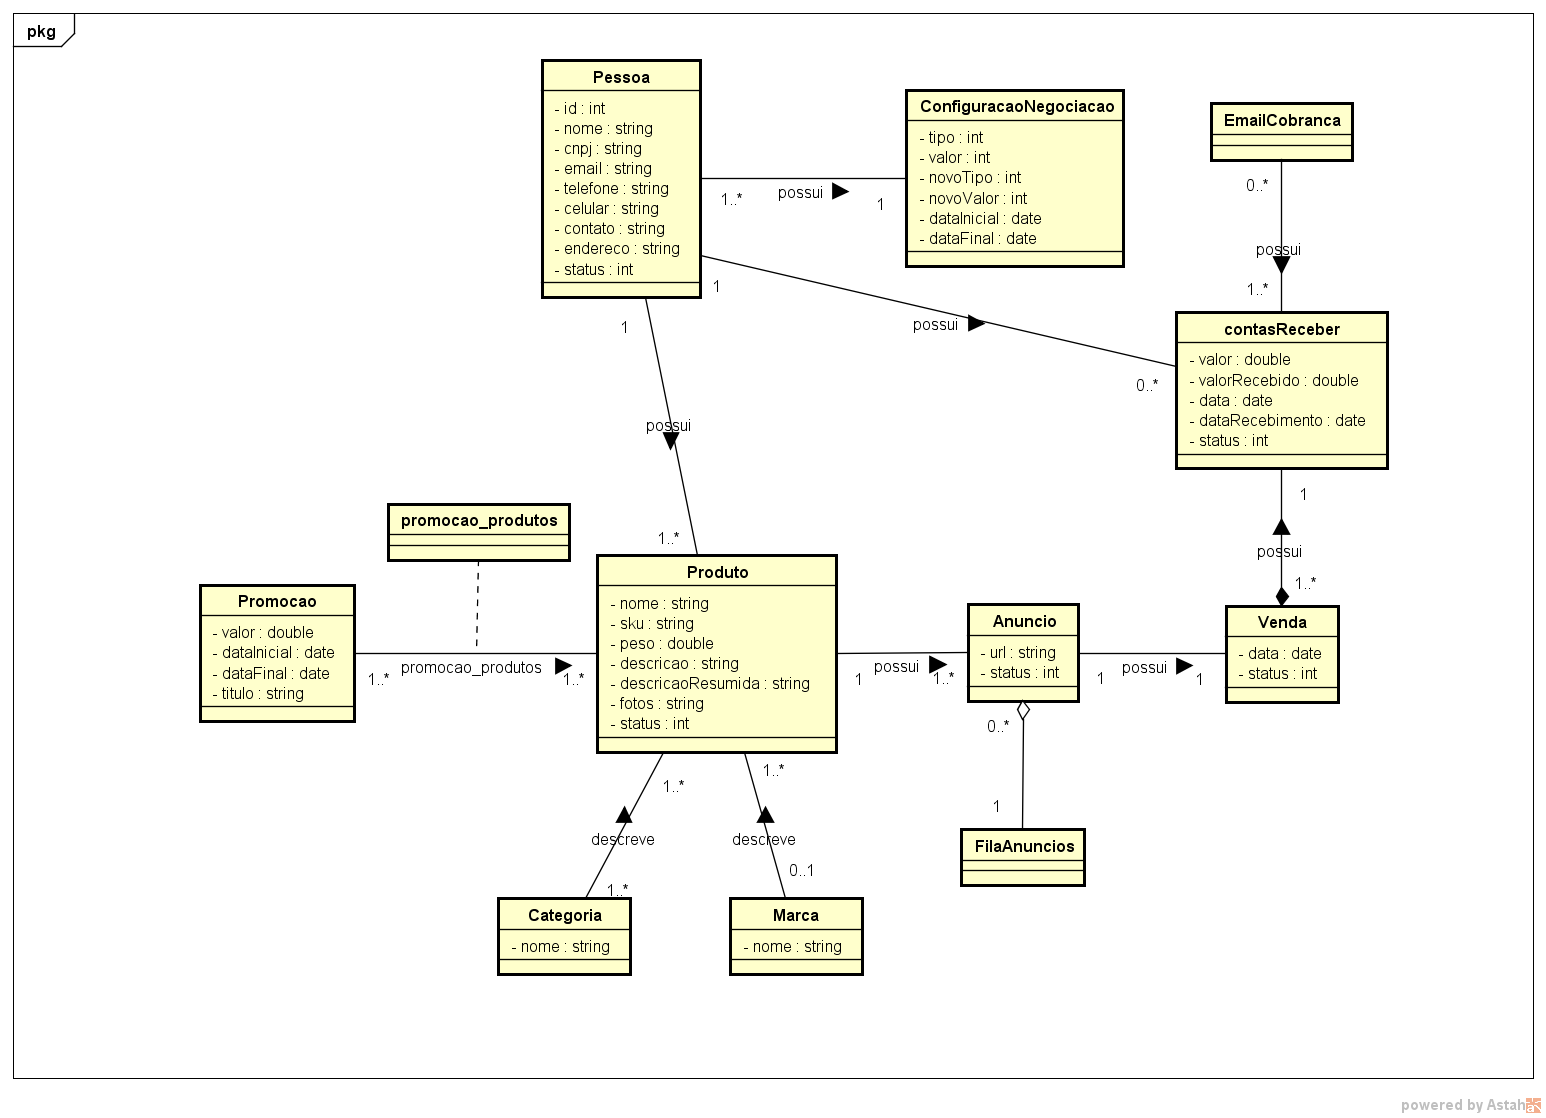 pkg
Pessoa
- id : int
- nome : string
- cnpj : string
- email : string
- telefone : string
- celular : string
- contato : string
- endereco : string
- status : int
ConfiguracaoNegociacao
- tipo : int
- valor : int
- novoTipo : int
- novoValor : int
- dataInicial : date
- dataFinal : date
EmailCobranca
1..*
possui
1
0..*
possui
1..*
1
possui
0..*
contasReceber
- valor : double
- valorRecebido : double
- data : date
- dataRecebimento : date
- status : int
1
possui
1..*
1
possui
1..*
promocao_produtos
Promocao
- valor : double
- dataInicial : date
- dataFinal : date
- titulo : string
1..*
promocao_produtos
1..*
Produto
- nome : string
- sku : string
- peso : double
- descricao : string
- descricaoResumida : string
- fotos : string
- status : int
1
possui
1..*
Anuncio
- url : string
- status : int
1
possui
1
Venda
- data : date
- status : int
0..*
1
FilaAnuncios
1..*
descreve
1..*
1..*
descreve
0..1
Categoria
- nome : string
Marca
- nome : string
powered by Astah